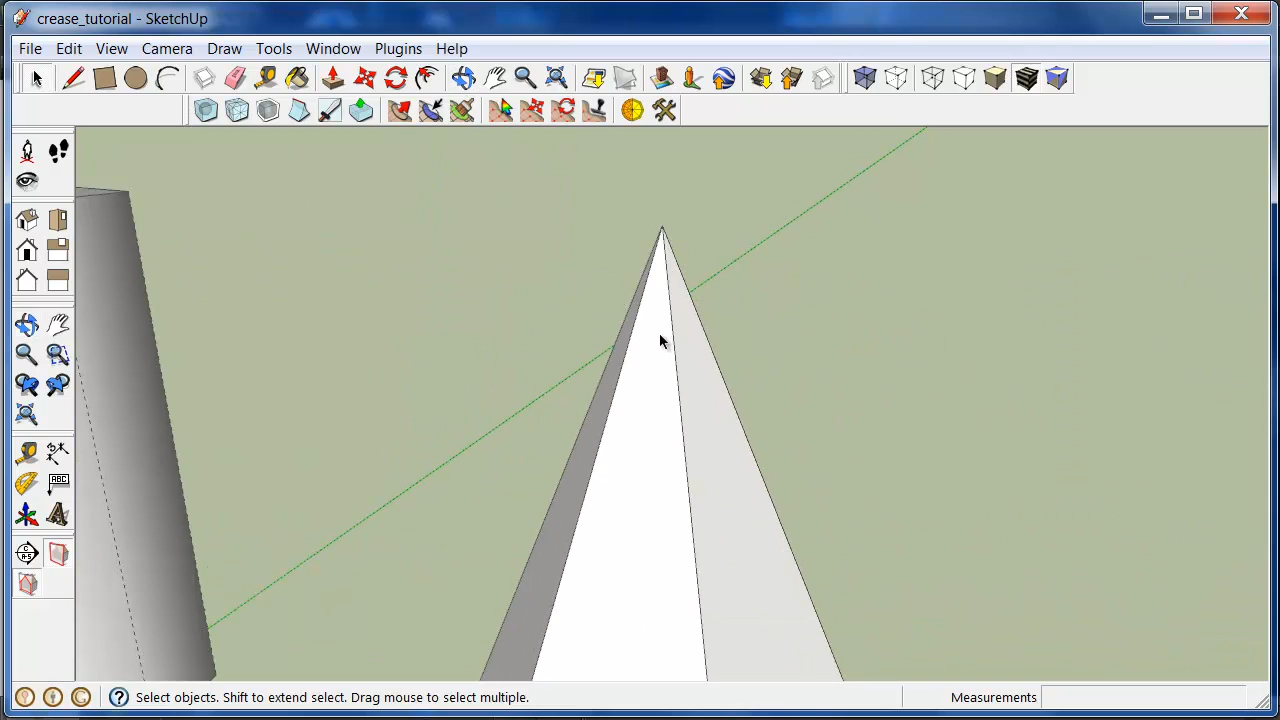 crease_tutorial - SketchUp
File Edit View Camera Draw Tools Window Plugins Help
ABC
A
Select objects. Shift to extend select. Drag mouse to select multiple. Measurements